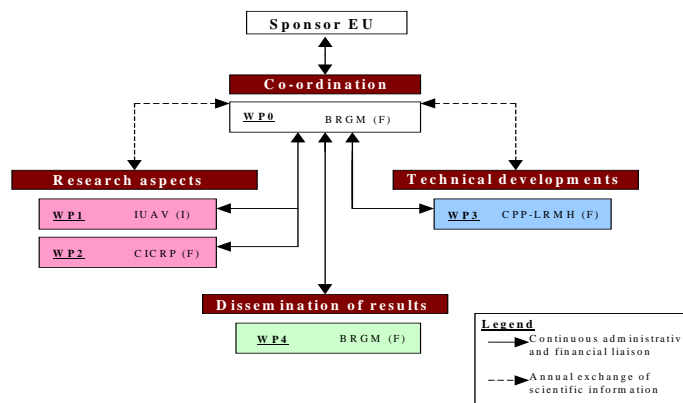 Sponsor EU
Co-ordination
WP0 BRGM (F)
Research aspects
Technical developments
WP1 IUAV (I)
WP3 CPP-LRMH (F)
WP2 CICRP (F)
Dissemination of results
WP4 BRGM (F)
Legend
Continuous administrativ
and financial liaison
Annual exchange of
scientific information